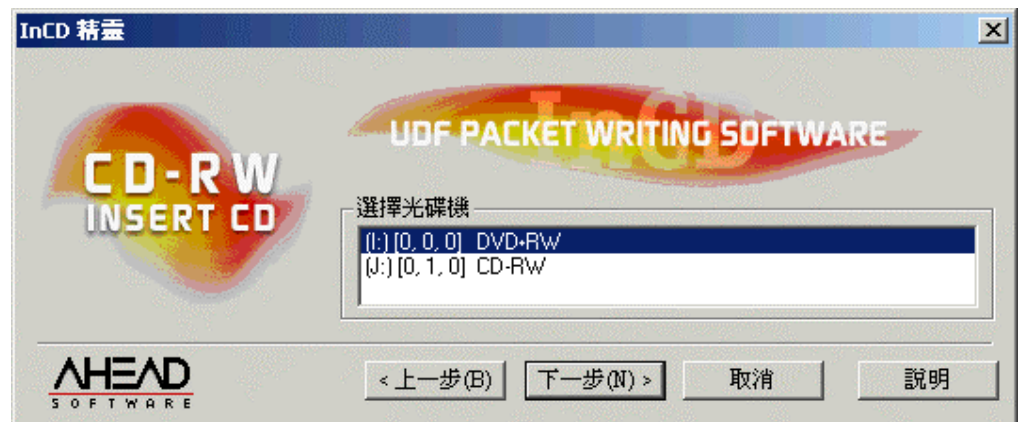 InCD 精靈
CD-RW
INSERT CD
InCD
UDF PACKET WRITING SOFTWARE
選擇光碟機
(I:) [0, 0, 0] DVD+RW
(J:) [0, 1, 0] CD-RW
AHEAD
SOFTWARE
< 上一步(B)
下一步(N) >
取消
說明